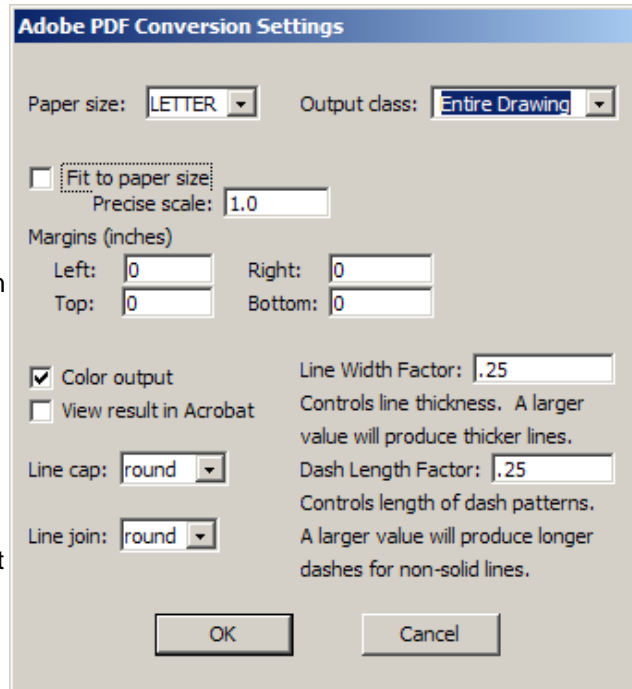 Adobe PDF Conversion Settings
Paper size: LETTER Output class: Entire Drawing
Fit to paper size
Precise scale: 1.0
Margins (inches)
Left: 0 Right: 0
Top: 0 Bottom: 0
n
Color output
View result in Acrobat
Line cap: round
Line join: round
t
Line Width Factor: .25
Controls line thickness. A larger
value will produce thicker lines.
Dash Length Factor: .25
Controls length of dash patterns.
A larger value will produce longer
dashes for non-solid lines.
OK Cancel